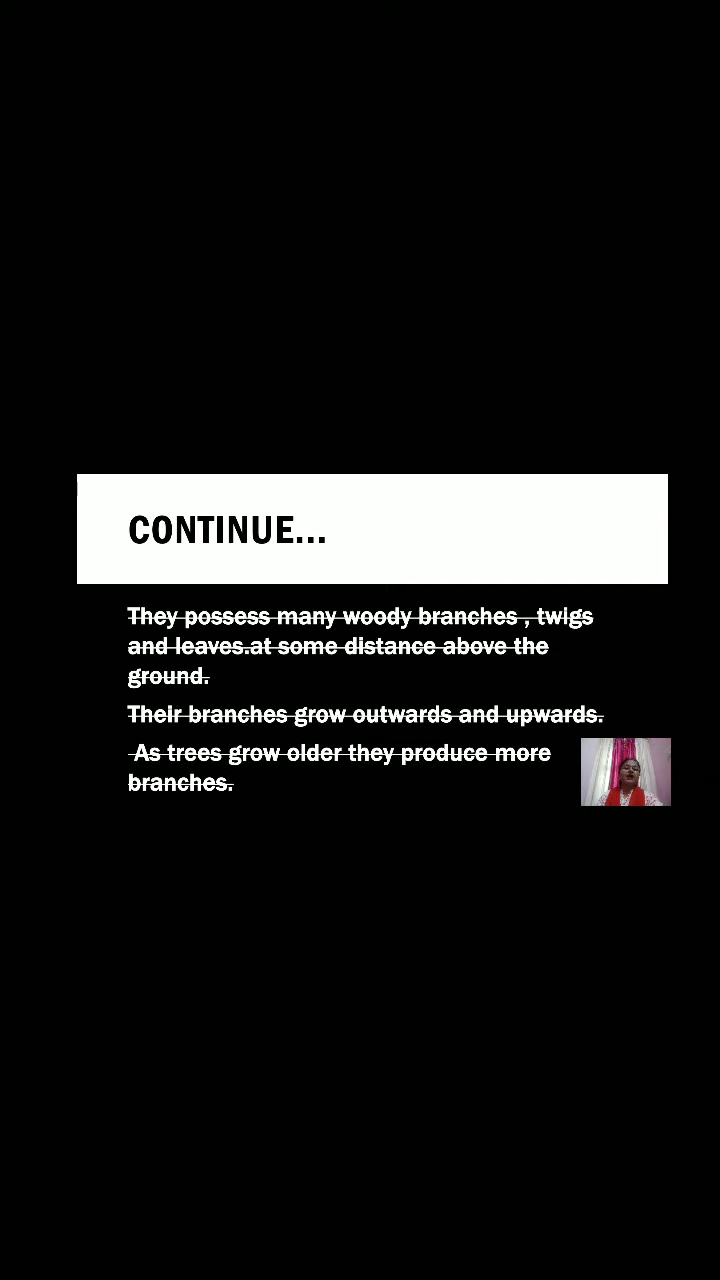 CONTINUE...
They possess many woody branches , twigs
and leaves.at some distance above the
ground.
Their branches grow outwards and upwards.
As trees grow older they produce more
branches.